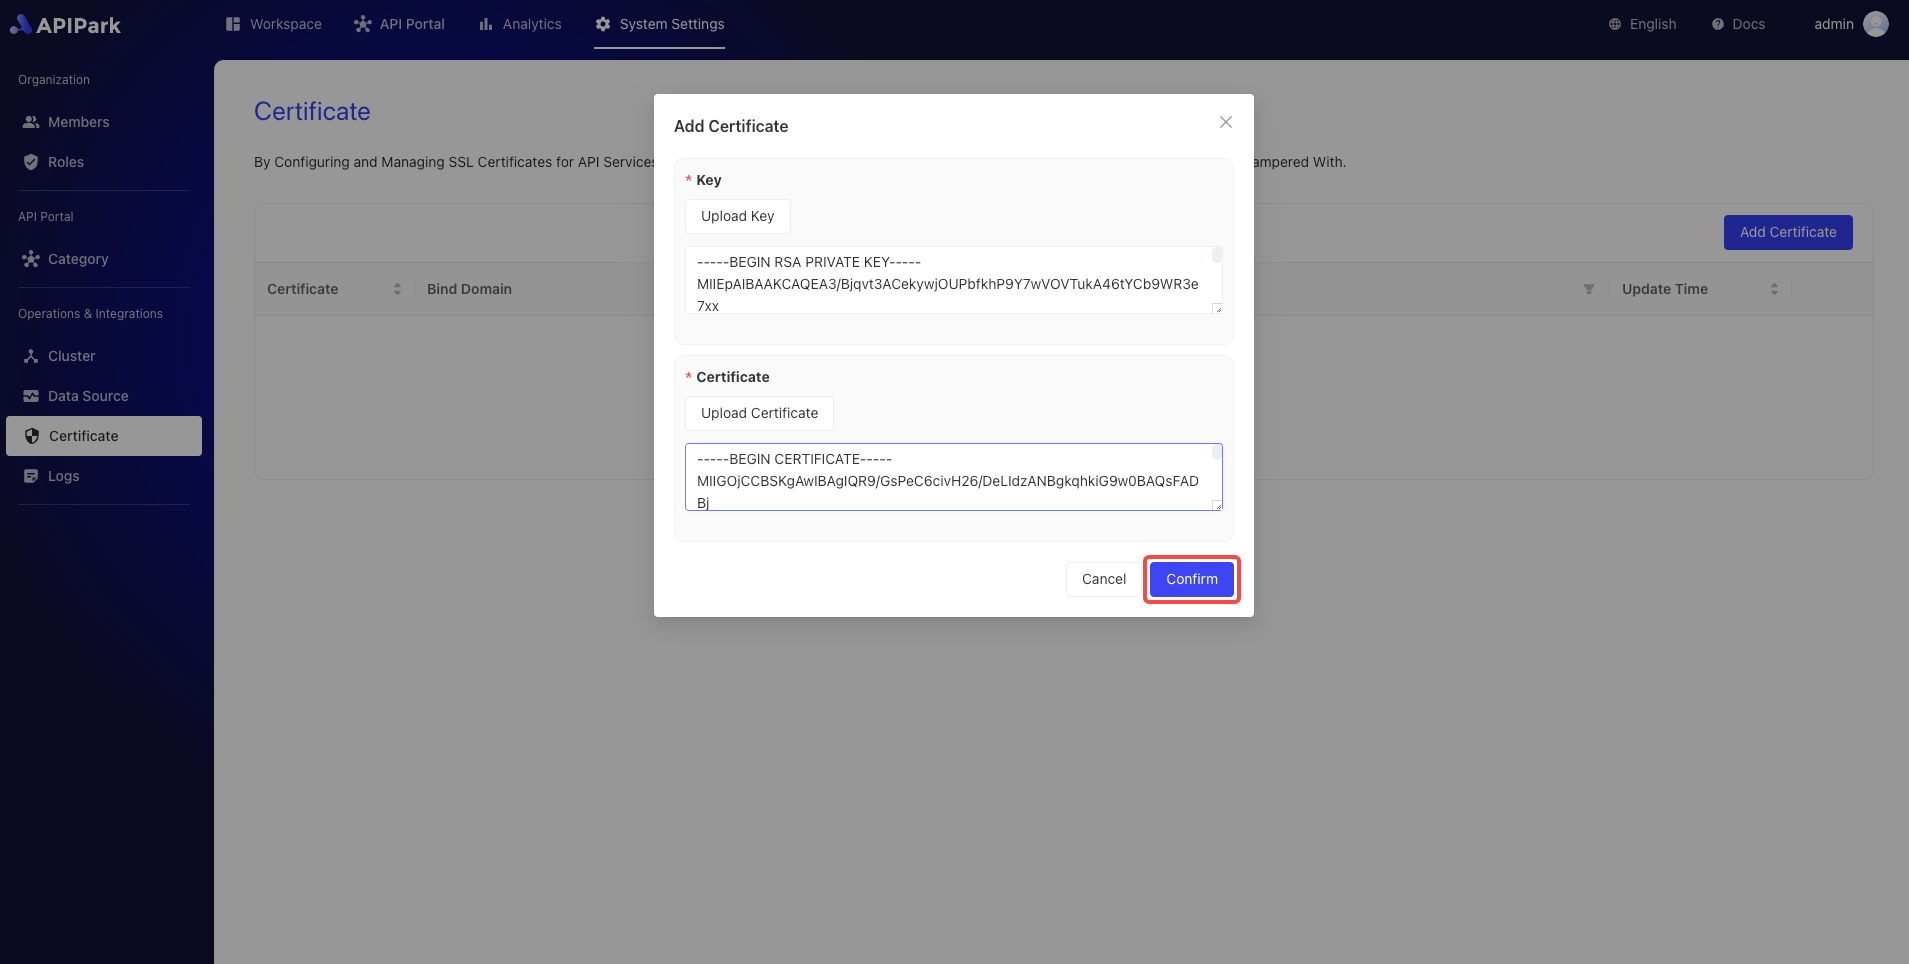 APIPark
Workspace
API Portal
Analytics
System Settings
English
Docs
admin
Organization
Members
Roles
API Portal
Category
Operations & Integrations
Cluster
Data Source
Certificate
Logs
Certificate
By Configuring and Managing SSL Certificates for API Services
ampered With.
Add Certificate
Certificate
Bind Domain
Update Time
Add Certificate
* Key
Upload Key
-----BEGIN RSA PRIVATE KEY-----
MIIEpAIBAAKCAQEA3/Bjqvt3ACekywjOUPbfkhP9Y7wVOVTukA46tYCb9WR3e
7xx
* Certificate
Upload Certificate
-----BEGIN CERTIFICATE-----
MIIGOjCCBSKgAwIBAgIQR9/GsPeC6civH26/DeLIdzANBgkqhkiG9w0BAQsFAD
Bj
Cancel
Confirm